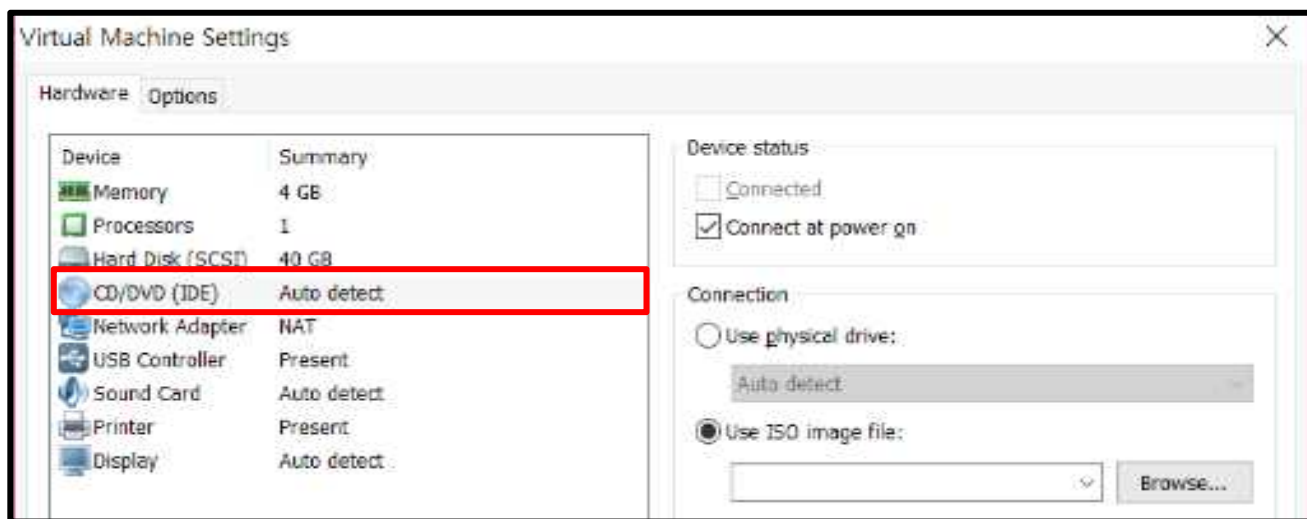 Virtual Machine Settings
Hardware Options
Device Summary
Memory 4 GB
Processors 1
Hard Disk (SCSI) 40 GB
CD/DVD (IDE) Auto detect
Network Adapter NAT
USB Controller Present
Sound Card Auto detect
Printer Present
Display Auto detect
Device status
Connected
Connect at power on
Connection
Use physical drive:
Auto detect
Use ISO image file:
Browse...